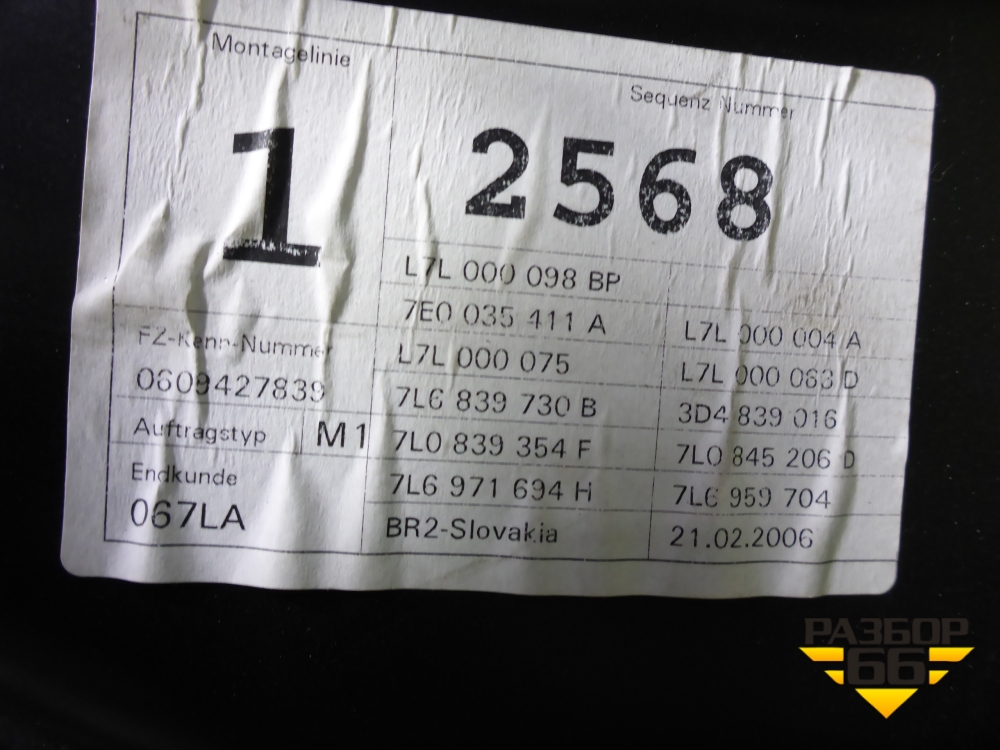 Montagelinie
Sequenz Nummer
1
2568
L7L 000 098 BP
7E0 035 411 A
L7L 000 004 A
FZ-Kenn-Nummer
L7L 000 075
L7L 000 063 D
0609427839
7L6 839 730 B
3D4 839 016
Auftragstyp
M1
7L0 839 354 F
7L0 845 206 D
Endkunde
7L6 971 694 H
7L6 959 704
067LA
BR2-Slovakia
21.02.2006
РАЗБОР
66